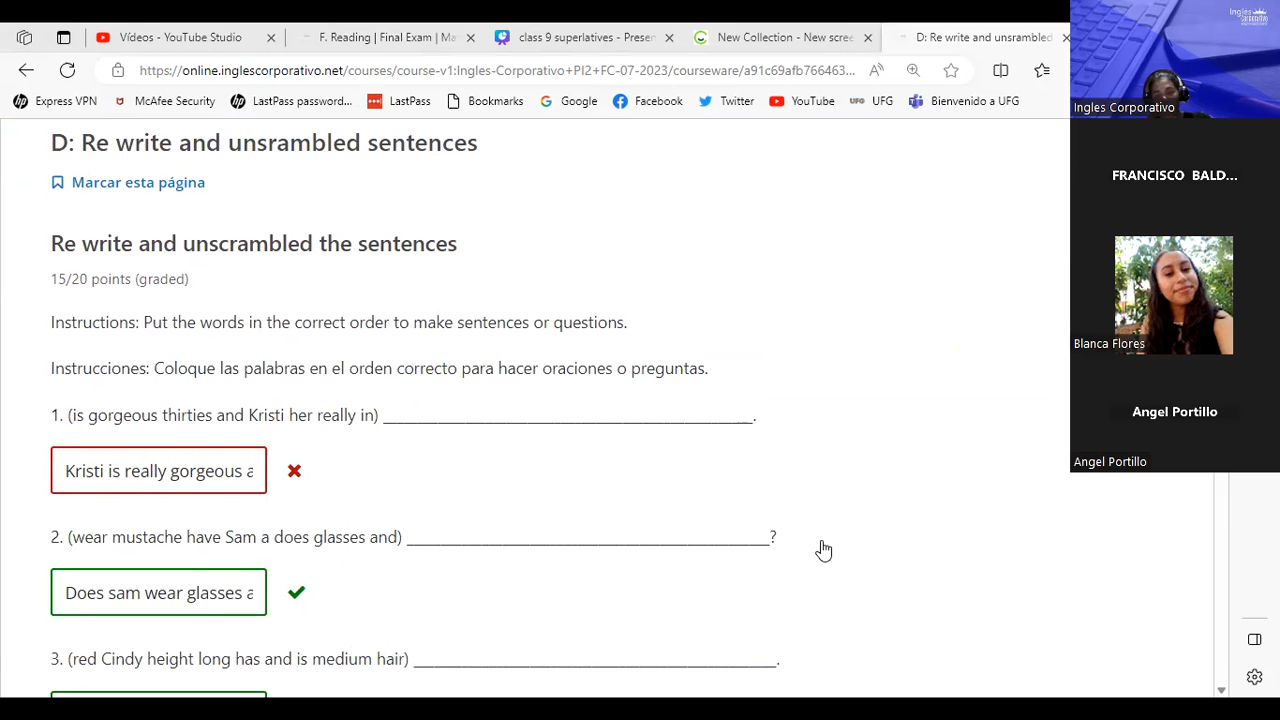 Vídeos - YouTube Studio
F. Reading | Final Exam | Ma
class 9 superlatives - Presen
New Collection - New scree
D: Re write and unsrambled
https://online.inglescorporativo.net/courses/course-v1:Ingles-Corporativo+PI2+FC-07-2023/courseware/a91c69afb766463...
Express VPN
McAfee Security
LastPass password...
LastPass
Bookmarks
Google
Facebook
Twitter
YouTube
UFG
Bienvenido a UFG
D: Re write and unsrambled sentences
Marcar esta página
Re write and unscrambled the sentences
15/20 points (graded)
Instructions: Put the words in the correct order to make sentences or questions.
Instrucciones: Coloque las palabras en el orden correcto para hacer oraciones o preguntas.
1. (is gorgeous thirties and Kristi her really in) ______________________________________________.
Kristi is really gorgeous a
2. (wear mustache have Sam a does glasses and) _____________________________________________?
Does sam wear glasses a
3. (red Cindy height long has and is medium hair) _____________________________________________.
Ingles Corporativo
Ingles Corporativo
FRANCISCO BALD...
Blanca Flores
Angel Portillo
Angel Portillo